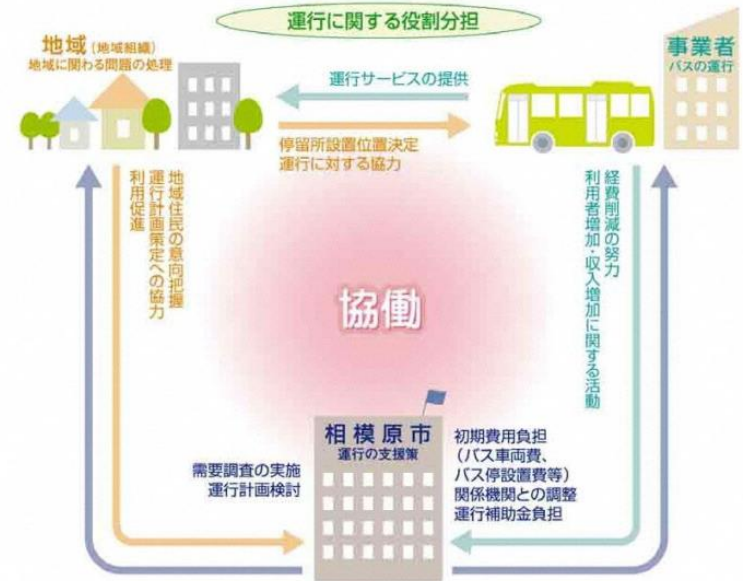 運行に関する役割分担
地域（地域組織）
地域に関わる問題の処理
事業者
バスの運行
運行サービスの提供
停留所設置位置決定
運行に対する協力
地域住民の意向把握
運行計画策定への協力
利用促進
経費削減の努力
利用者増加・収入増加に関する活動
協働
相模原市
運行の支援策
需要調査の実施
運行計画検討
初期費用負担
（バス車両費、
バス停設置費等）
関係機関との調整
運行補助金負担